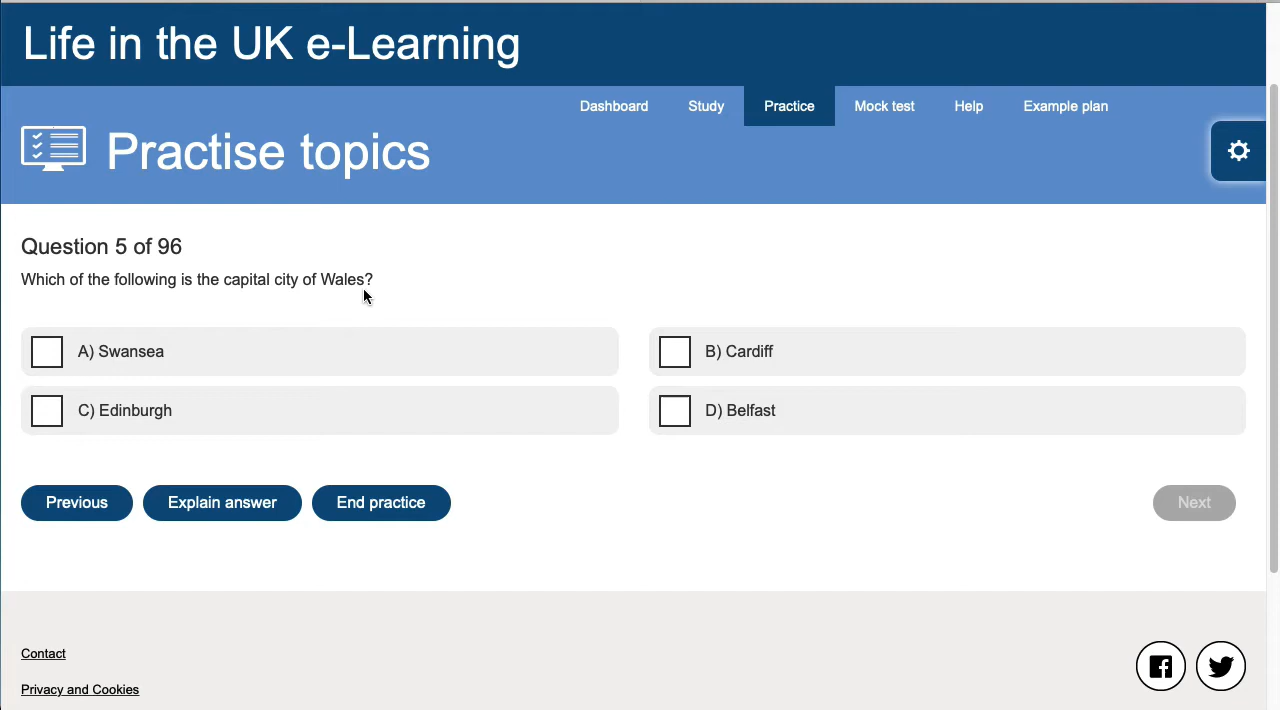 Life in the UK e-Learning
Dashboard Study Practice Mock test Help Example plan
Practise topics
Question 5 of 96
Which of the following is the capital city of Wales?
A) Swansea
B) Cardiff
C) Edinburgh
D) Belfast
Previous Explain answer End practice Next
Contact
Privacy and Cookies